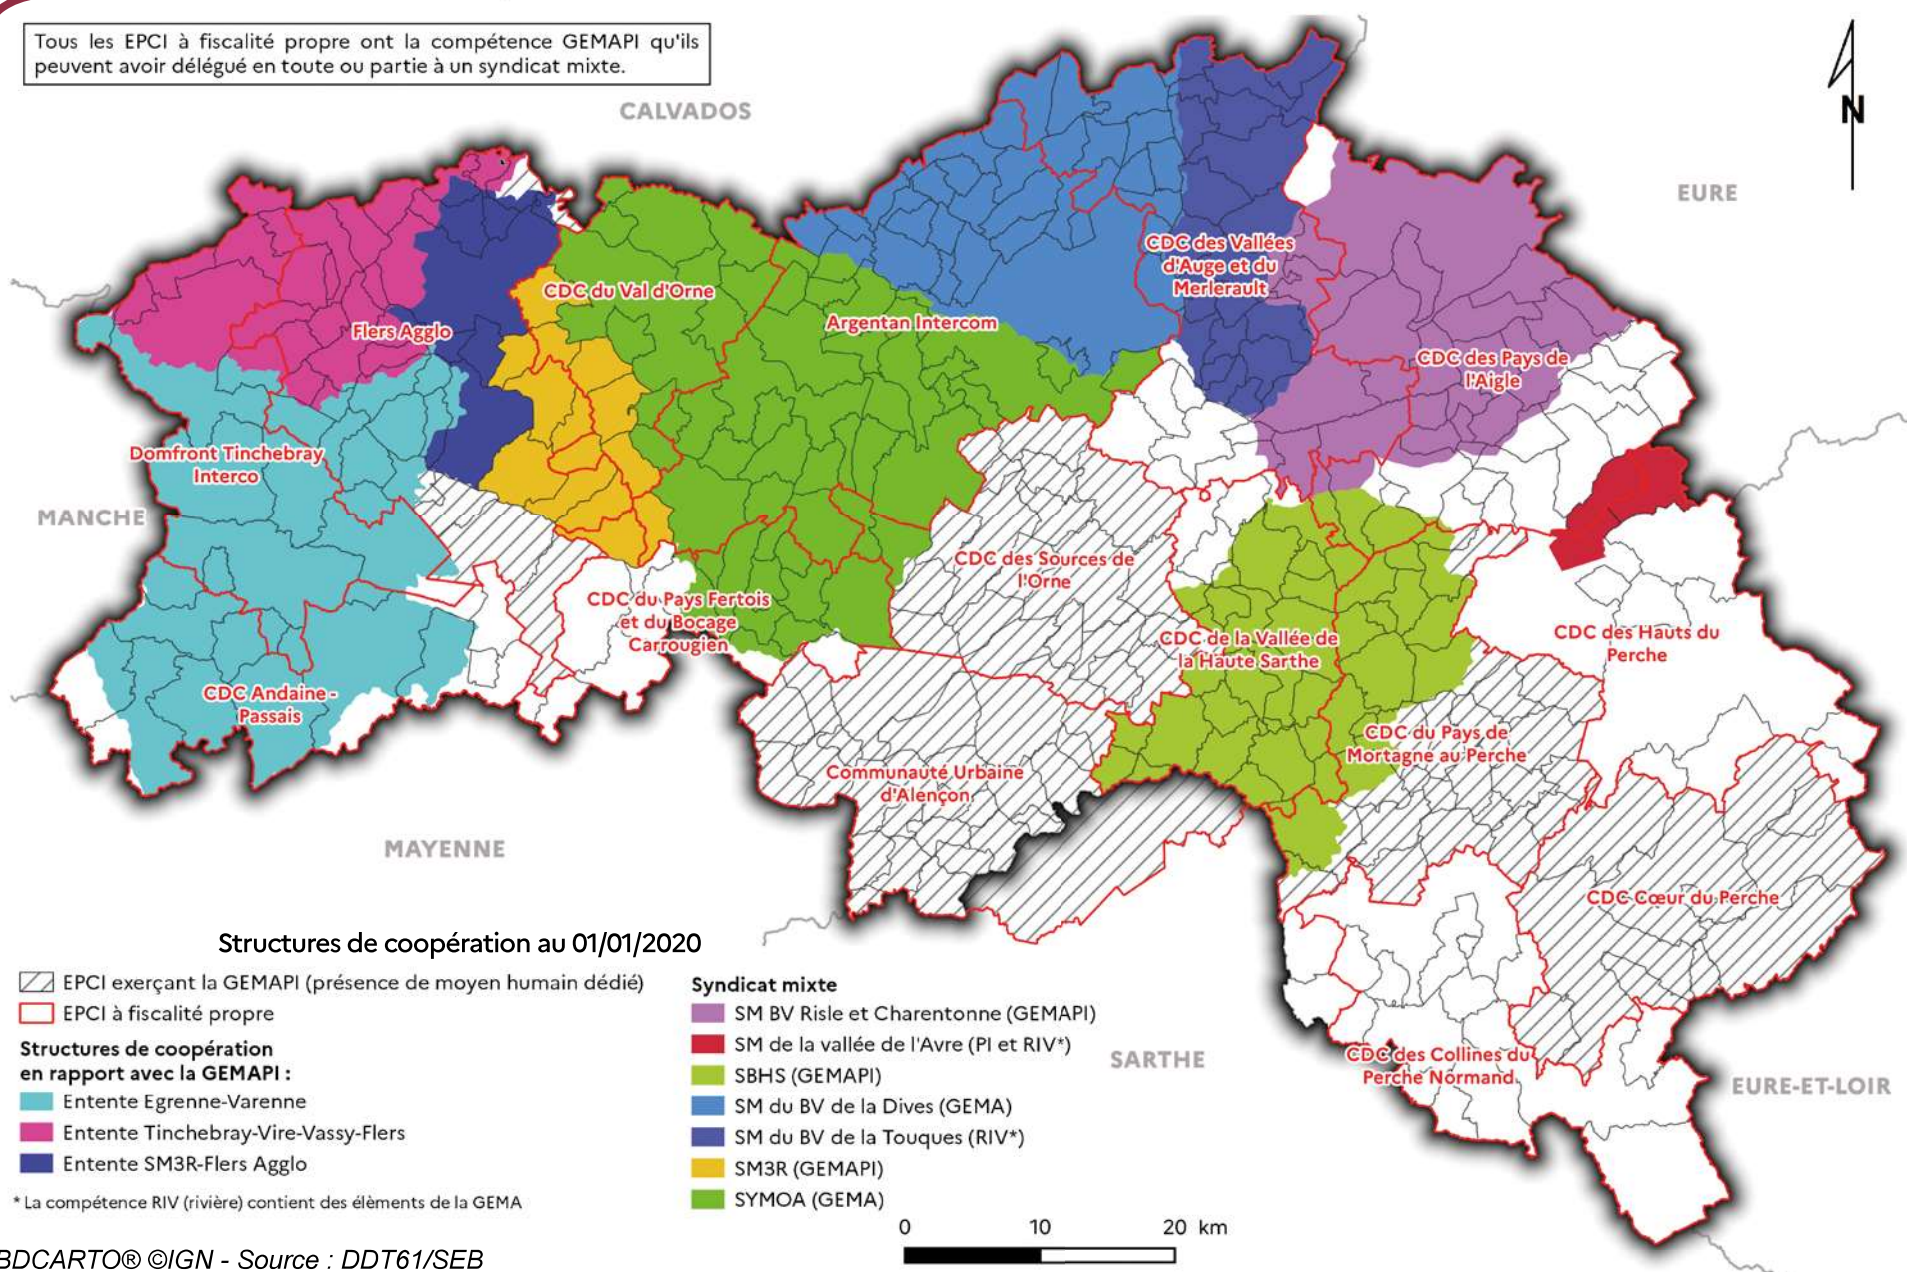 Tous les EPCI à fiscalité propre ont la compétence GEMAPI qu'ils
peuvent avoir délégué en toute ou partie à un syndicat mixte.
CALVADOS
N
EURE
CDC des Vallées
d'Auge et du
Merlerault
CDC du Val d'Orne
Argentan Intercom
Flers Agglo
CDC des Pays de
l'Aigle
Domfront Tinchebray
Interco
MANCHE
CDC des Sources de
l'Orne
CDC du Pays Fertois
et du Bocage
Carrougien
CDC de la Vallée de
la Haute Sarthe
CDC des Hauts du
Perche
CDC Andaine -
Passais
CDC du Pays de
Mortagne au Perche
Communauté Urbaine
d'Alençon
MAYENNE
CDC Cœur du Perche
SARTHE
CDC des Collines du
Perche Normand
EURE-ET-LOIR
Structures de coopération au 01/01/2020
EPCI exerçant la GEMAPI (présence de moyen humain dédié)
EPCI à fiscalité propre
Structures de coopération
en rapport avec la GEMAPI :
Entente Egrenne-Varenne
Entente Tinchebray-Vire-Vassy-Flers
Entente SM3R-Flers Agglo
* La compétence RIV (rivière) contient des élèments de la GEMA
Syndicat mixte
SM BV Risle et Charentonne (GEMAPI)
SM de la vallée de l'Avre (PI et RIV*)
SBHS (GEMAPI)
SM du BV de la Dives (GEMA)
SM du BV de la Touques (RIV*)
SM3R (GEMAPI)
SYMOA (GEMA)
0 10 20 km
BDCARTO® ©IGN - Source : DDT61/SEB